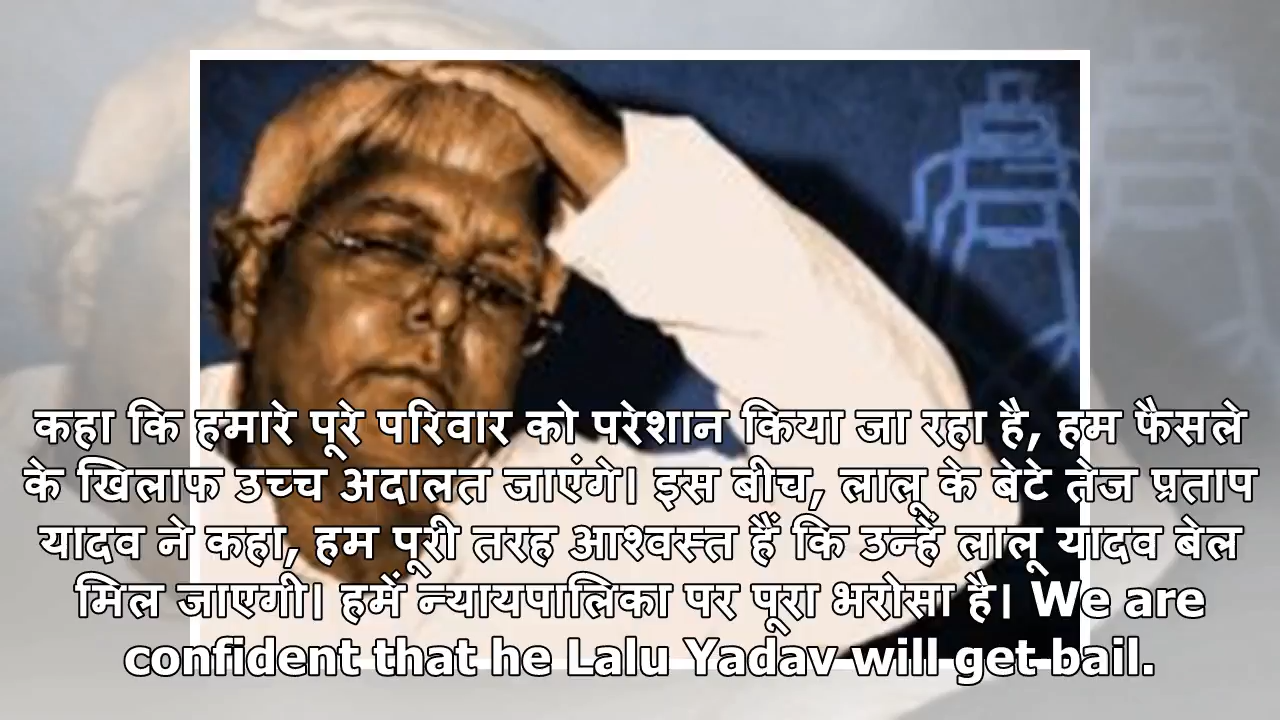 कहा कि हमारे पूरे परिवार को परेशान किया जा रहा है, हम फैसले
के खिलाफ उच्च अदालत जाएंगे। इस बीच, लालू के बेटे तेज प्रताप
यादव ने कहा, हम पूरी तरह आश्वस्त हैं कि उन्हें लालू यादव बेल
मिल जाएगी। हमें न्यायपालिका पर पूरा भरोसा है। We are
confident that he Lalu Yadav will get bail.